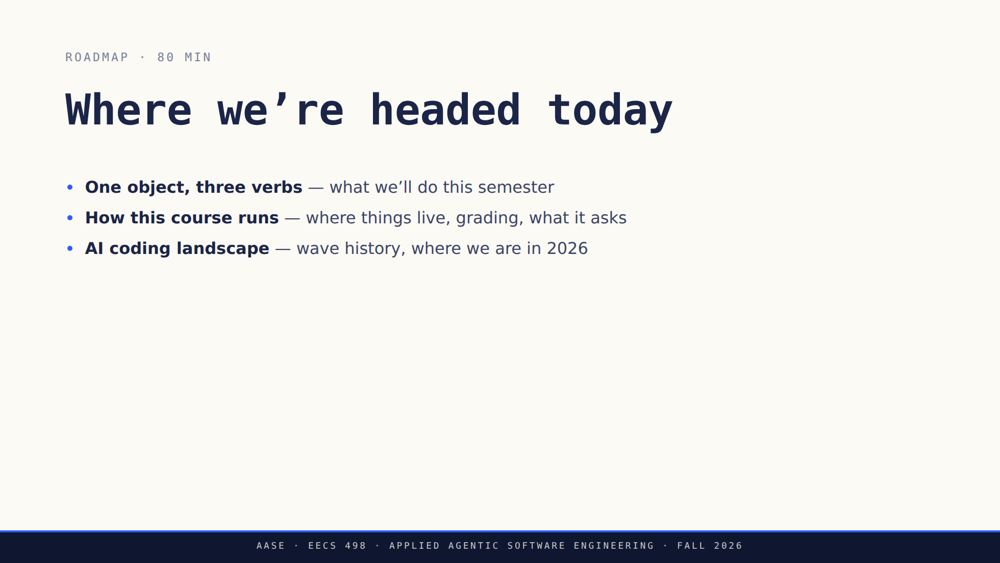 ROADMAP · 80 MIN
Where we’re headed today
• One object, three verbs — what we’ll do this semester
• How this course runs — where things live, grading, what it asks
• AI coding landscape — wave history, where we are in 2026
AASE · EECS 498 · APPLIED AGENTIC SOFTWARE ENGINEERING · FALL 2026